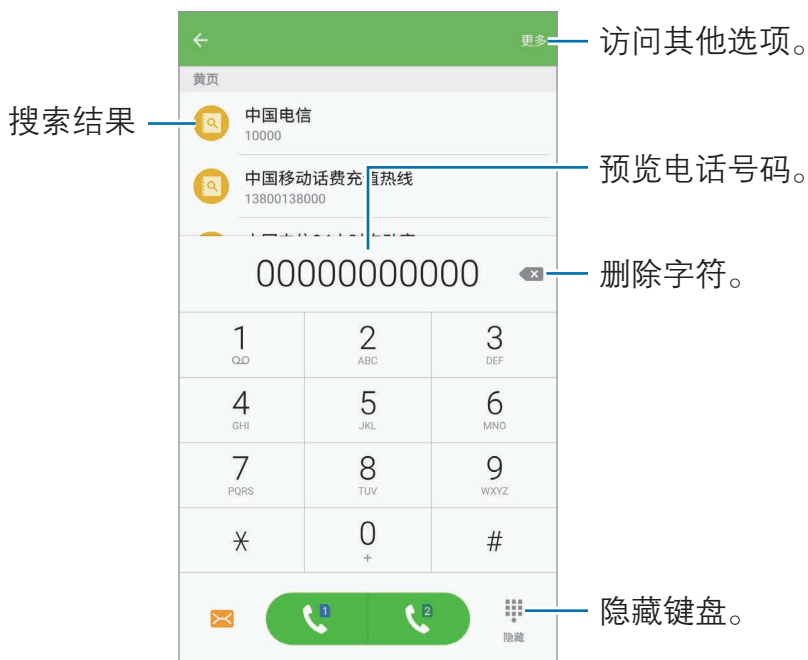 更多
访问其他选项。
黄页
搜索结果
中国电信
10000
中国移动话费充值热线
13800138000
预览电话号码。
00000000000
删除字符。
1
2 ABC
3 DEF
4 GHI
5 JKL
6 MNO
7 PQRS
8 TUV
9 WXYZ
*
0 +
#
1
2
隐藏
隐藏键盘。